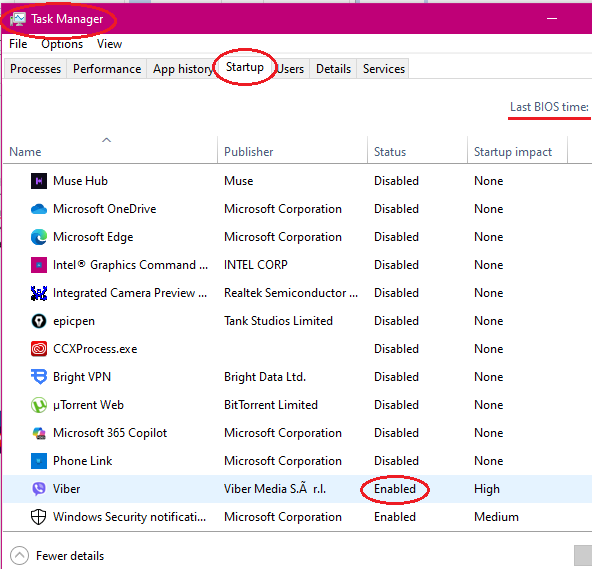 Task Manager
File Options View
Processes Performance App history Startup Users Details Services
Last BIOS time:
Name Publisher Status Startup impact
Muse Hub Muse Disabled None
Microsoft OneDrive Microsoft Corporation Disabled None
Microsoft Edge Microsoft Corporation Disabled None
Intel® Graphics Command ... INTEL CORP Disabled None
Integrated Camera Preview ... Realtek Semiconductor ... Disabled None
epicpen Tank Studios Limited Disabled None
CCXProcess.exe Disabled None
Bright VPN Bright Data Ltd. Disabled None
µTorrent Web BitTorrent Limited Disabled None
Microsoft 365 Copilot Microsoft Corporation Disabled None
Phone Link Microsoft Corporation Disabled None
Viber Viber Media S.Ã r.l. Enabled High
Windows Security notificati... Microsoft Corporation Enabled Medium
Fewer details